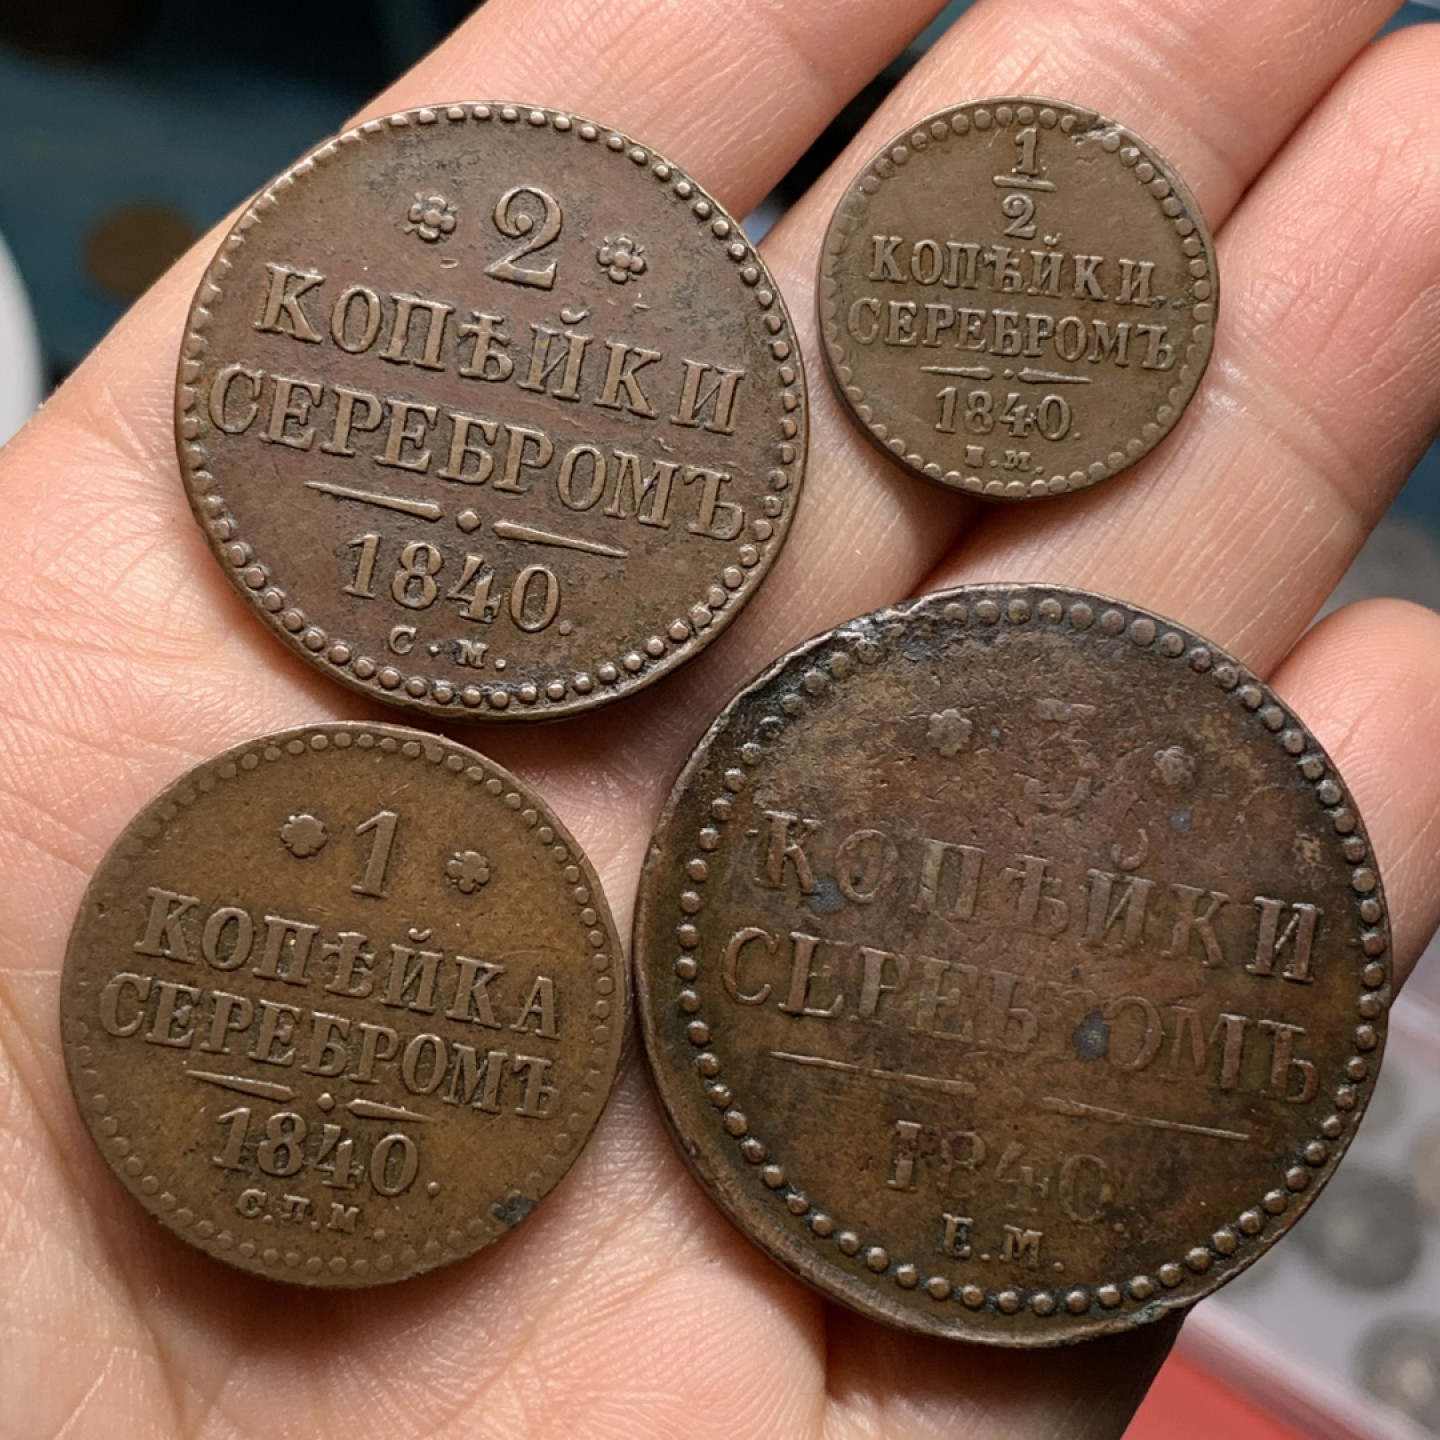 2
КОПѢЙКИ
СЕРЕБРОМЪ
1840.
С. М.
1
2
КОПѢЙКИ
СЕРЕБРОМЪ
1840.
Е. М.
1
КОПѢЙКА
СЕРЕБРОМЪ
1840.
С.П.М.
3
КОПѢЙКИ
СЕРЕБРОМЪ
1840.
Е.М.